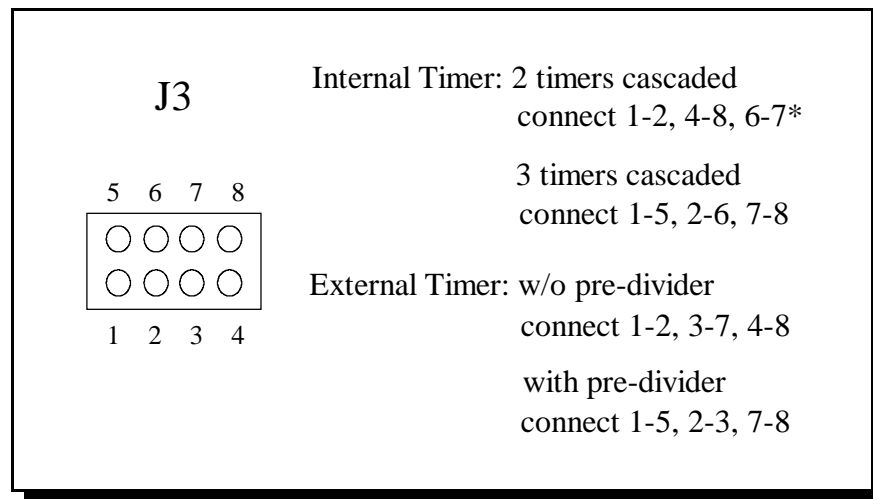 J3
5 6 7 8
1 2 3 4
Internal Timer: 2 timers cascaded
connect 1-2, 4-8, 6-7*
3 timers cascaded
connect 1-5, 2-6, 7-8
External Timer: w/o pre-divider
connect 1-2, 3-7, 4-8
with pre-divider
connect 1-5, 2-3, 7-8